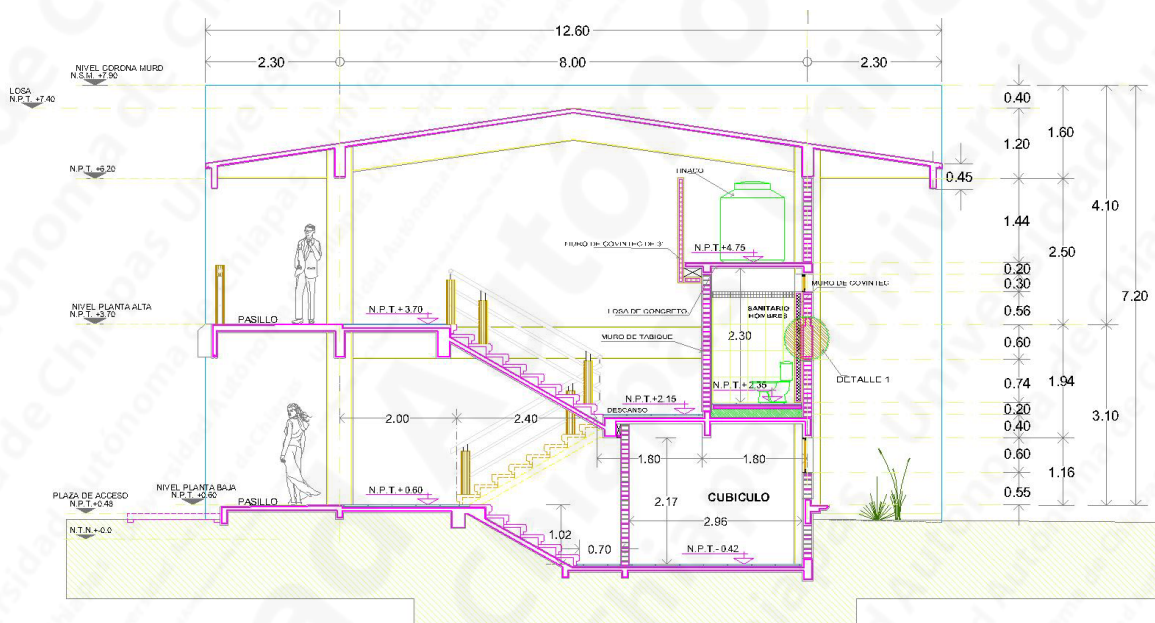 12.60
2.30
8.00
2.30
NIVEL CORONA MURO
N.S.M. +7.90
LOSA
N.P.T. +7.40
0.40
1.60
1.20
N.P.T. +6.20
0.45
TINACO
4.10
1.44
N.P.T.+4.75
MURO DE COVINTEC DE 3"
2.50
0.20
0.30
MURO DE COVINTEC
7.20
NIVEL PLANTA ALTA
N.P.T. +3.70
PASILLO
N.P.T.+3.70
LOSA DE CONCRETO
SANITARIO
HOMBRES
0.56
MURO DE TABIQUE
2.30
0.60
DETALLE 1
0.74
1.94
N.P.T.+2.35
N.P.T.+2.15
DESCANSO
0.20
3.10
2.00
2.40
0.40
1.80
1.80
0.60
1.16
NIVEL PLANTA BAJA
N.P.T. +0.60
PLAZA DE ACCESO
N.P.T.+0.48
PASILLO
N.P.T.+0.60
2.17
CUBICULO
0.55
2.96
N.T.N.+-0.0
1.02
0.70
N.P.T.-0.42